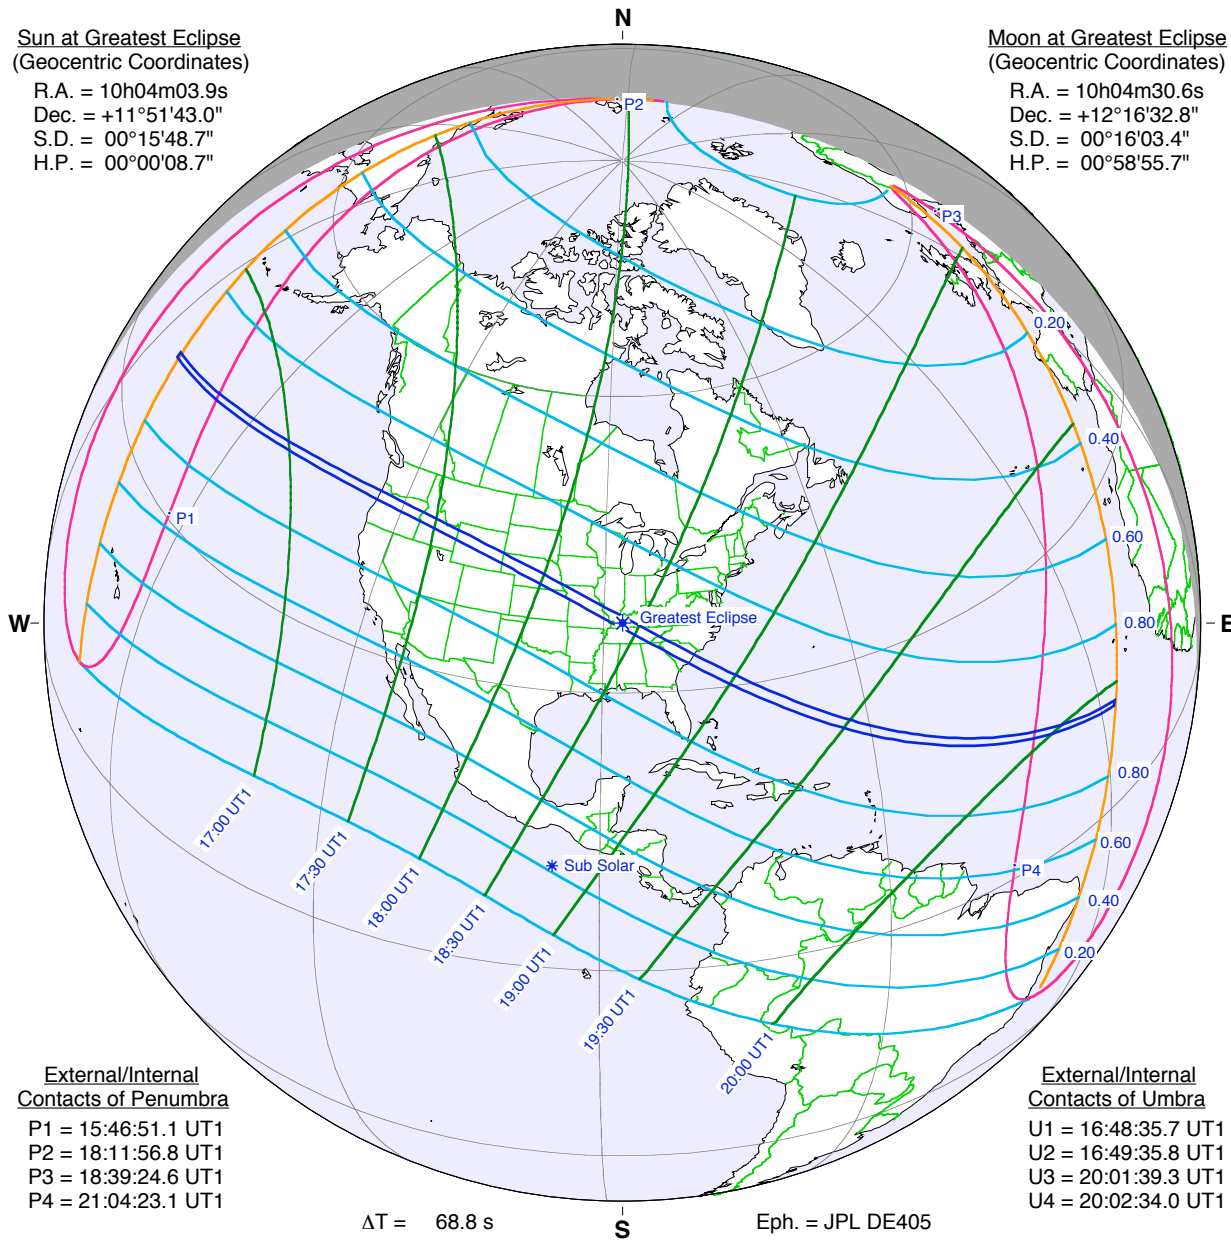 N
Sun at Greatest Eclipse
(Geocentric Coordinates)
R.A. = 10h04m03.9s
Dec. = +11°51'43.0"
S.D. = 00°15'48.7"
H.P. = 00°00'08.7"
Moon at Greatest Eclipse
(Geocentric Coordinates)
R.A. = 10h04m30.6s
Dec. = +12°16'32.8"
S.D. = 00°16'03.4"
H.P. = 00°58'55.7"
P2
P3
0.20
0.40
P1
0.60
W
Greatest Eclipse
0.80
E
0.80
17:00 UT1
0.60
17:30 UT1
Sub Solar
P4
18:00 UT1
0.40
18:30 UT1
0.20
19:00 UT1
19:30 UT1
20:00 UT1
External/Internal
Contacts of Penumbra
P1 = 15:46:51.1 UT1
P2 = 18:11:56.8 UT1
P3 = 18:39:24.6 UT1
P4 = 21:04:23.1 UT1
External/Internal
Contacts of Umbra
U1 = 16:48:35.7 UT1
U2 = 16:49:35.8 UT1
U3 = 20:01:39.3 UT1
U4 = 20:02:34.0 UT1
ΔT = 68.8 s
S
Eph. = JPL DE405